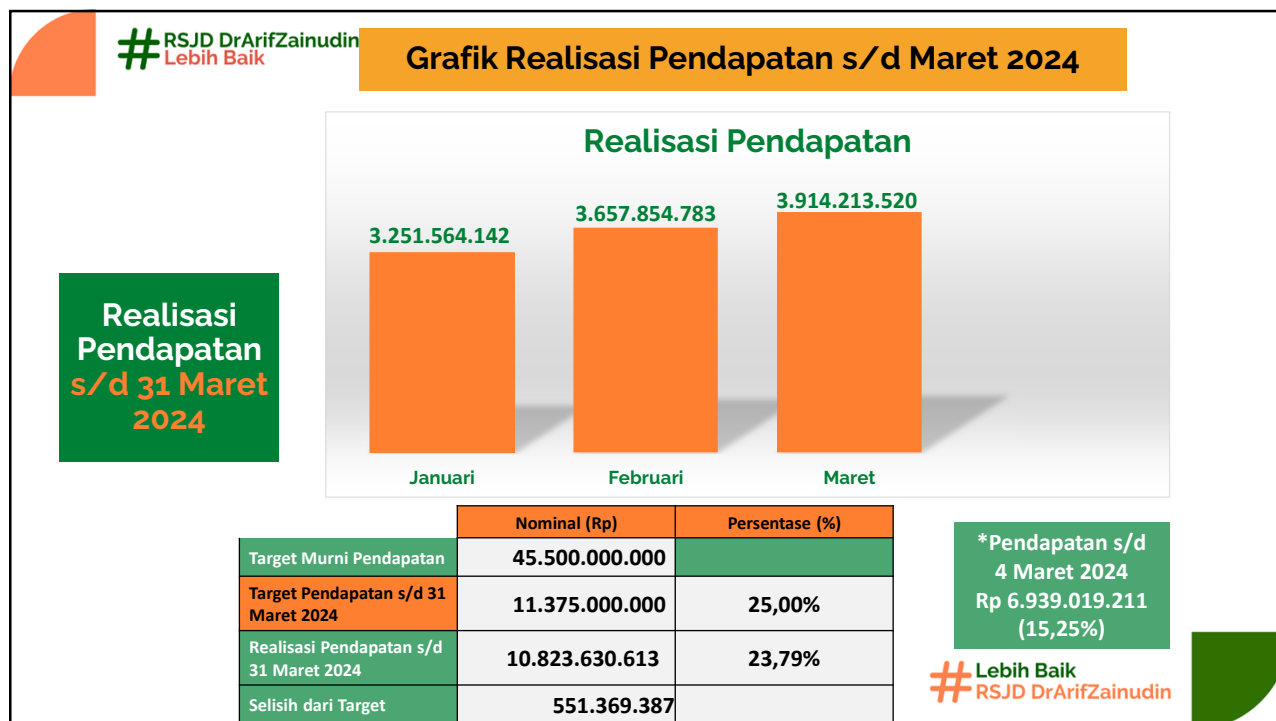 # RSJD DrArifZainudin
Lebih Baik
Grafik Realisasi Pendapatan s/d Maret 2024
Realisasi Pendapatan
3.251.564.142
3.657.854.783
3.914.213.520
Januari
Februari
Maret
Realisasi
Pendapatan
s/d 31 Maret
2024
Nominal (Rp)
Persentase (%)
Target Murni Pendapatan
45.500.000.000
Target Pendapatan s/d 31
Maret 2024
11.375.000.000
25,00%
Realisasi Pendapatan s/d
31 Maret 2024
10.823.630.613
23,79%
Selisih dari Target
551.369.387
*Pendapatan s/d
4 Maret 2024
Rp 6.939.019.211
(15,25%)
# Lebih Baik
RSJD DrArifZainudin